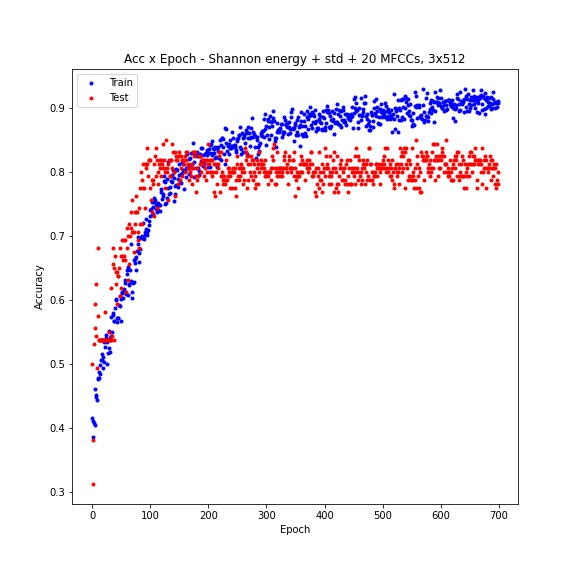 Acc x Epoch - Shannon energy + std + 20 MFCCs, 3x512
Train
Test
0.9
0.8
0.7
0.6
0.5
0.4
0.3
Accuracy
0 100 200 300 400 500 600 700
Epoch